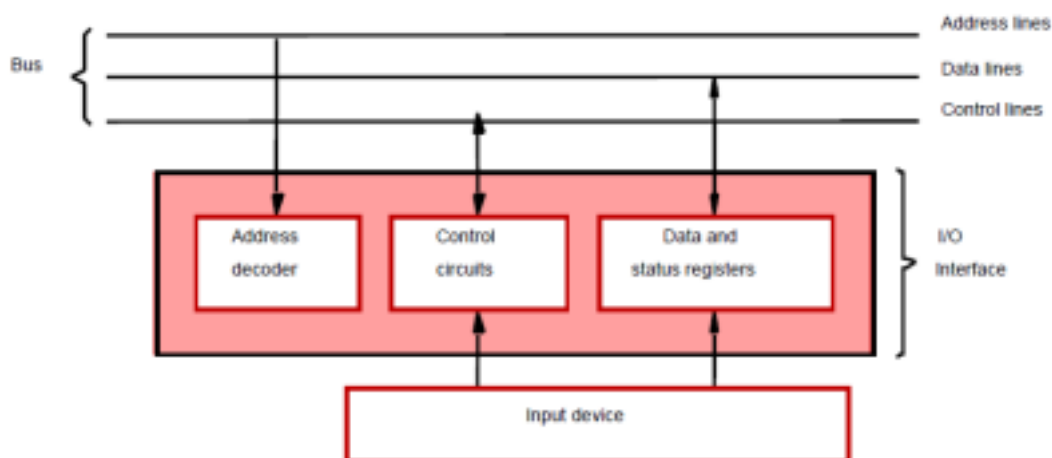 Address lines
Bus
Data lines
Control lines
Address
decoder
Control
circuits
Data and
status registers
I/O
Interface
Input device